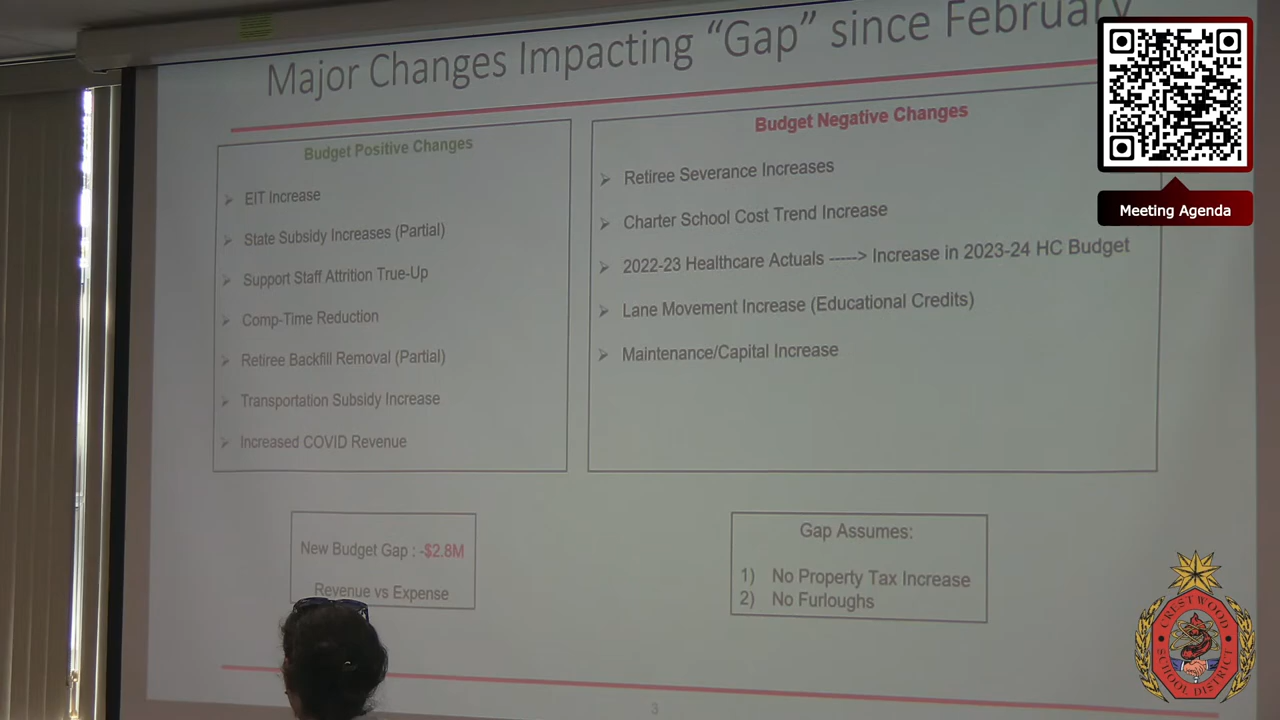 Major Changes Impacting “Gap” since February
Budget Positive Changes
EIT Increase
State Subsidy Increases (Partial)
Support Staff Attrition True-Up
Comp-Time Reduction
Retiree Backfill Removal (Partial)
Transportation Subsidy Increase
Increased COVID Revenue
Budget Negative Changes
Retiree Severance Increases
Charter School Cost Trend Increase
2022-23 Healthcare Actuals -----> Increase in 2023-24 HC Budget
Lane Movement Increase (Educational Credits)
Maintenance/Capital Increase
New Budget Gap : -$2.8M
Revenue vs Expense
Gap Assumes:
1) No Property Tax Increase
2) No Furloughs
3
Meeting Agenda
CRESTWOOD
SCHOOL DISTRICT